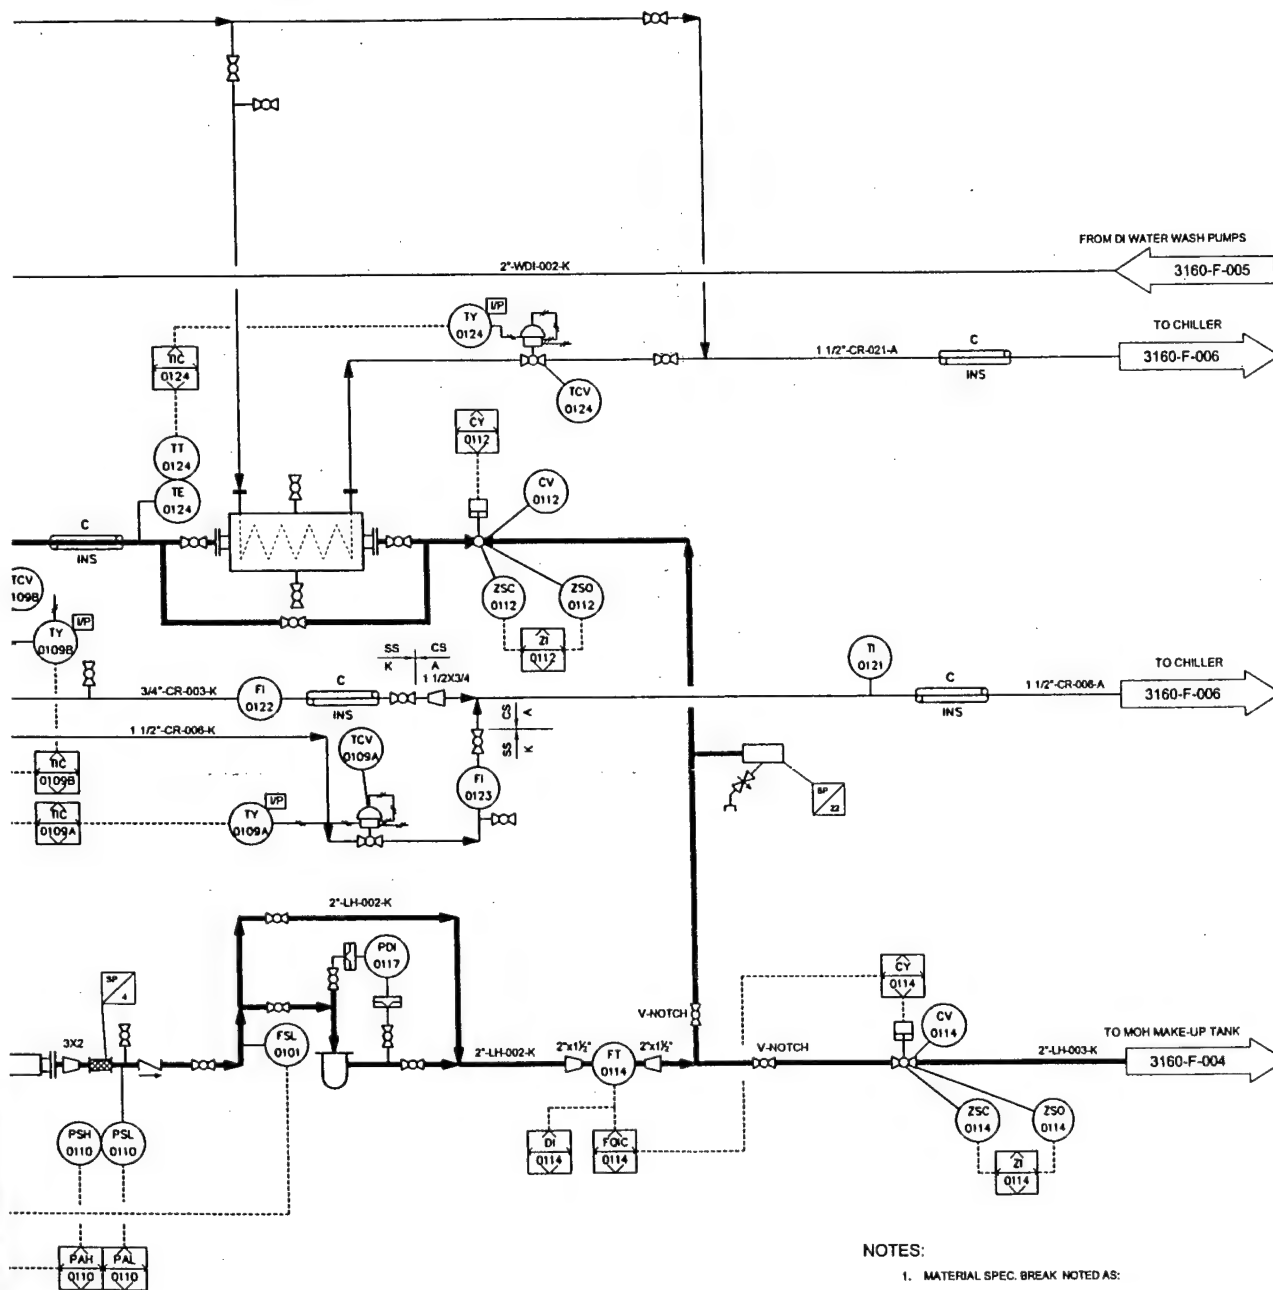 FROM DI WATER WASH PUMPS
2"-WDI-002-K
3160-F-005
TY
0124
I/P
TO CHILLER
TIC
0124
1 1/2"-CR-021-A
C
INS
3160-F-006
TCV
0124
CY
0112
TT
0124
TE
0124
CV
0112
C
INS
ZSC
0112
ZSO
0112
ZI
0112
TCV
109B
TY
0109B
I/P
SS
K
CS
A
1 1/2X3/4
TI
0121
TO CHILLER
3/4"-CR-003-K
FI
0122
C
INS
C
INS
1 1/2"-CR-006-A
3160-F-006
1 1/2"-CR-006-K
CS
A
SS
K
TCV
0109A
TIC
0109B
FI
0123
SP
22
TIC
0109A
TY
0109A
I/P
2"-LH-002-K
PDI
0117
SP
4
CY
0114
V-NOTCH
CV
0114
3X2
FSL
0101
2"-LH-002-K
2"x1½"
FT
0114
2"x1½"
V-NOTCH
TO MOH MAKE-UP TANK
2"-LH-003-K
3160-F-004
PSH
0110
PSL
0110
DI
0114
FQIC
0114
ZSC
0114
ZSO
0114
ZI
0114
PAH
0110
PAL
0110
NOTES:
1. MATERIAL SPEC. BREAK NOTED AS: